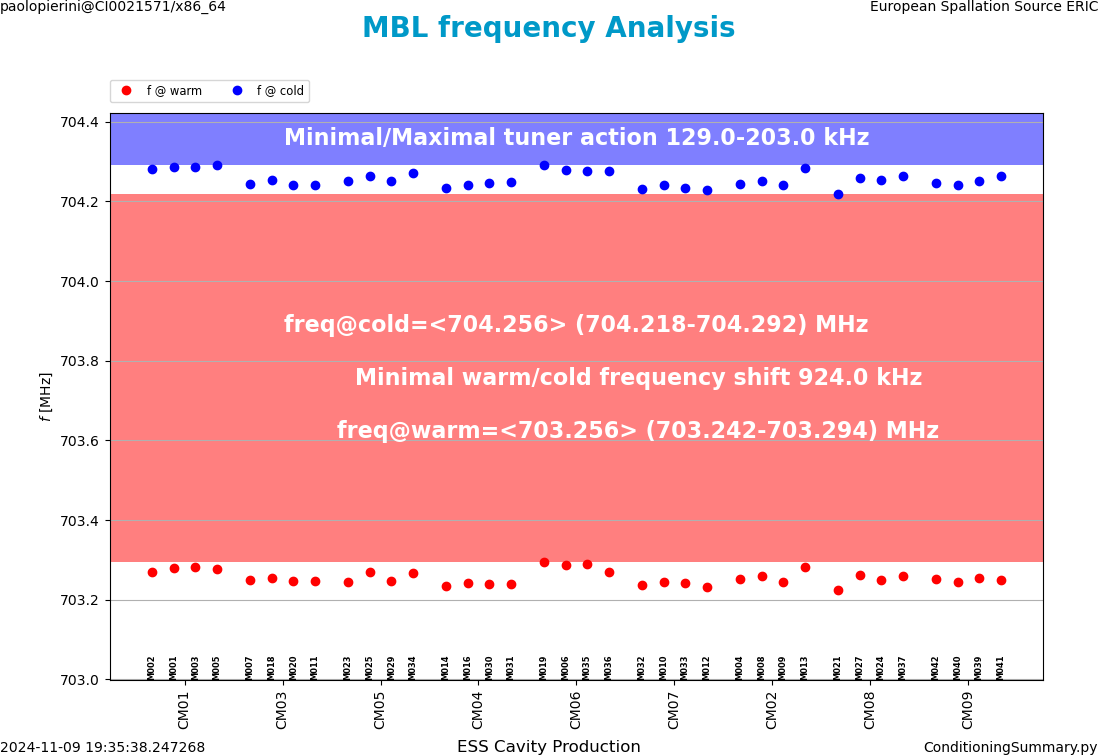 paolopierini@CI0021571/x86_64
European Spallation Source ERIC
MBL frequency Analysis
f @ warm
f @ cold
704.4
704.2
704.0
703.8
703.6
703.4
703.2
703.0
f [MHz]
Minimal/Maximal tuner action 129.0-203.0 kHz
freq@cold=<704.256> (704.218-704.292) MHz
Minimal warm/cold frequency shift 924.0 kHz
freq@warm=<703.256> (703.242-703.294) MHz
M002 M001 M003 M005 M007 M018 M020 M011 M023 M025 M029 M034 M014 M016 M030 M031 M019 M006 M035 M036 M032 M010 M033 M012 M004 M008 M009 M013 M021 M027 M024 M037 M042 M040 M039 M041
CM01 CM03 CM05 CM04 CM06 CM07 CM02 CM08 CM09
2024-11-09 19:35:38.247268
ESS Cavity Production
ConditioningSummary.py